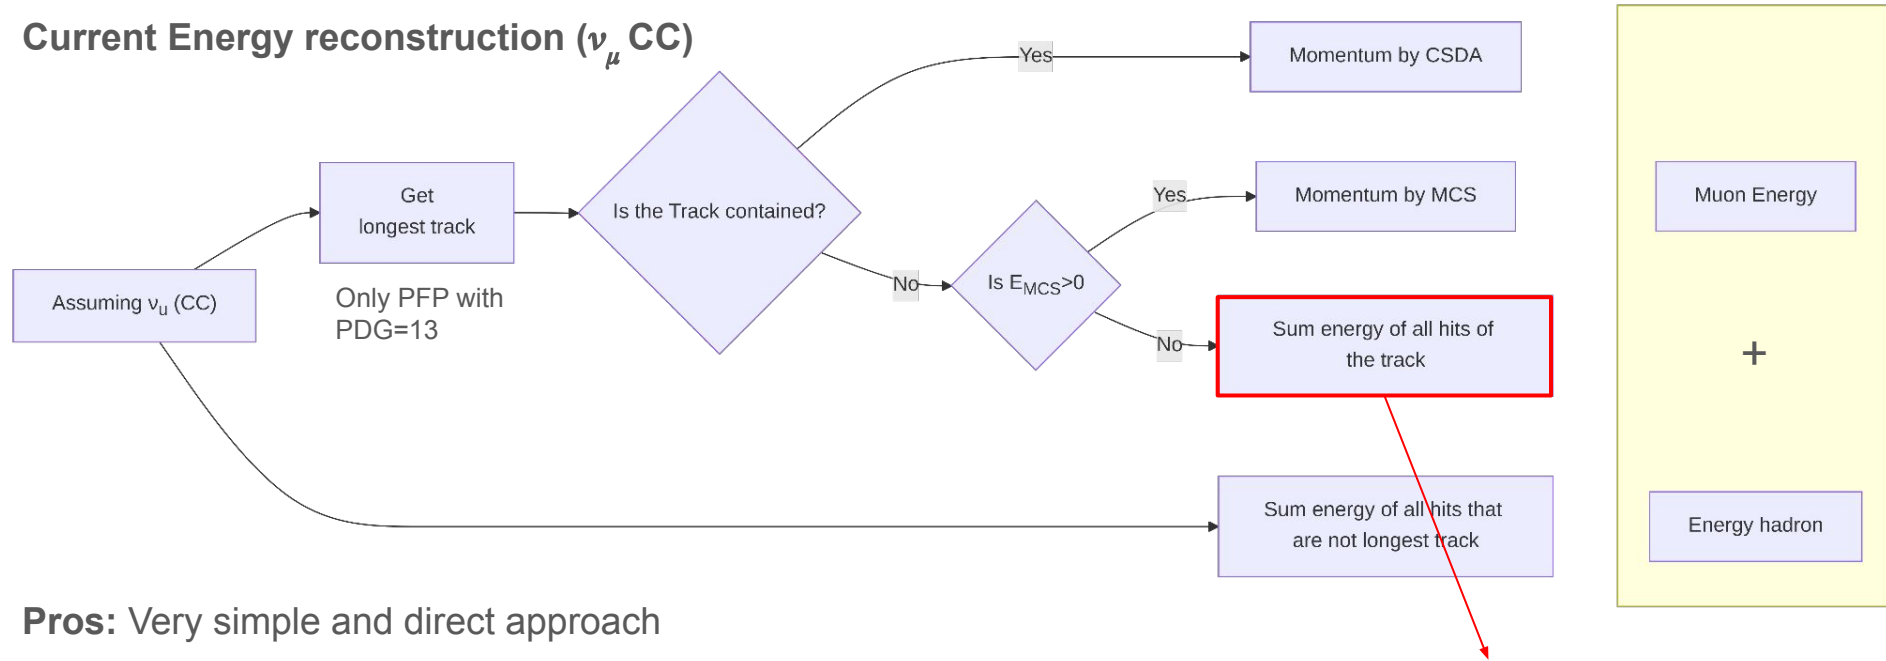 Current Energy reconstruction (νμ CC)
Yes
Momentum by CSDA
Get
longest track
Is the Track contained?
Yes
Momentum by MCS
Muon Energy
Assuming νu (CC)
Only PFP with
PDG=13
No
Is EMCS>0
No
Sum energy of all hits of
the track
+
Sum energy of all hits that
are not longest track
Energy hadron
Pros: Very simple and direct approach